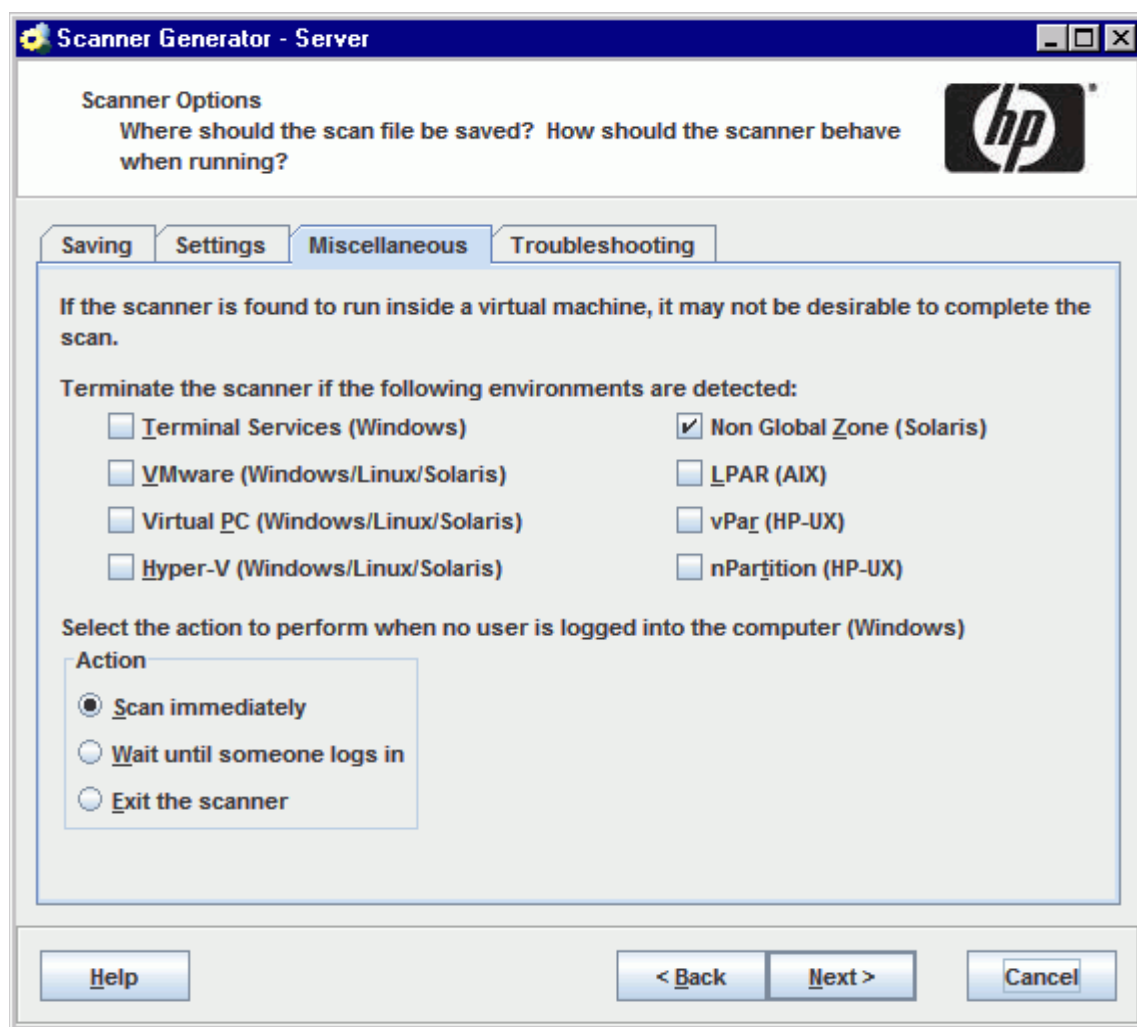 Scanner Generator - Server
Scanner Options
Where should the scan file be saved? How should the scanner behave
when running?
hp
Saving
Settings
Miscellaneous
Troubleshooting
If the scanner is found to run inside a virtual machine, it may not be desirable to complete the
scan.
Terminate the scanner if the following environments are detected:
Terminal Services (Windows)
Non Global Zone (Solaris)
VMware (Windows/Linux/Solaris)
LPAR (AIX)
Virtual PC (Windows/Linux/Solaris)
vPar (HP-UX)
Hyper-V (Windows/Linux/Solaris)
nPartition (HP-UX)
Select the action to perform when no user is logged into the computer (Windows)
Action
Scan immediately
Wait until someone logs in
Exit the scanner
Help
< Back
Next >
Cancel